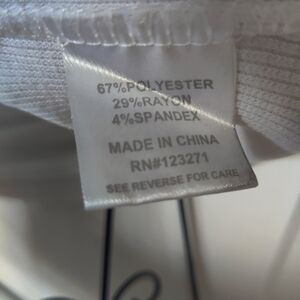 67%POLYESTER
29%RAYON
4%SPANDEX
MADE IN CHINA
RN#123271
SEE REVERSE FOR CARE